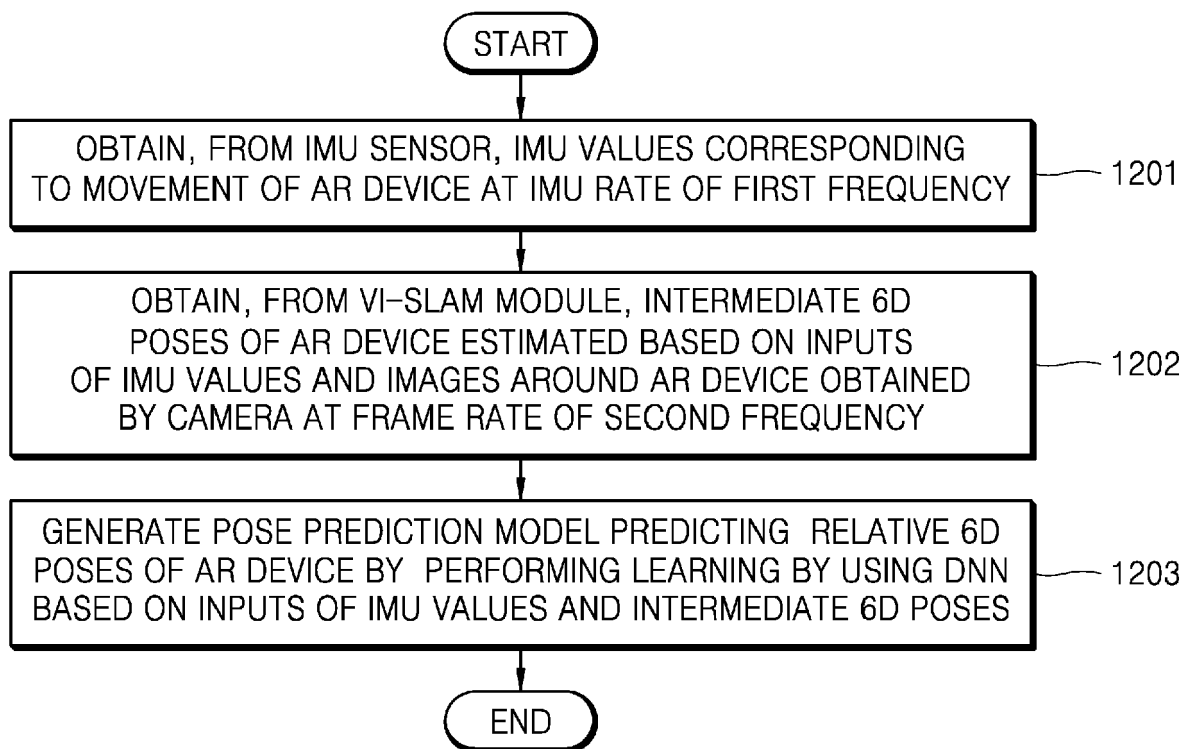 START
OBTAIN, FROM IMU SENSOR, IMU VALUES CORRESPONDING
TO MOVEMENT OF AR DEVICE AT IMU RATE OF FIRST FREQUENCY
1201
OBTAIN, FROM VI-SLAM MODULE, INTERMEDIATE 6D
POSES OF AR DEVICE ESTIMATED BASED ON INPUTS
OF IMU VALUES AND IMAGES AROUND AR DEVICE OBTAINED
BY CAMERA AT FRAME RATE OF SECOND FREQUENCY
1202
GENERATE POSE PREDICTION MODEL PREDICTING RELATIVE 6D
POSES OF AR DEVICE BY PERFORMING LEARNING BY USING DNN
BASED ON INPUTS OF IMU VALUES AND INTERMEDIATE 6D POSES
1203
END